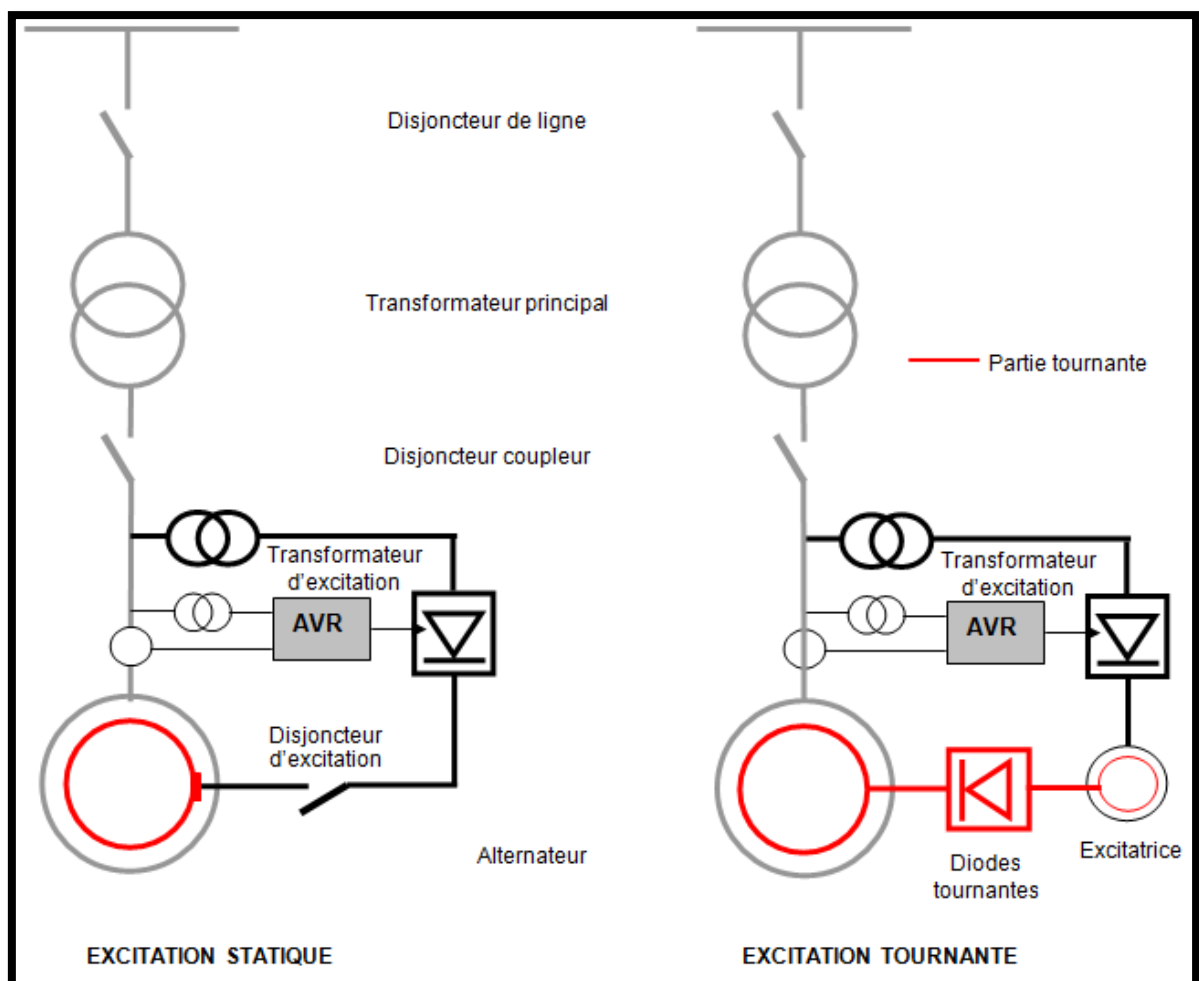 Disjoncteur de ligne
Transformateur principal
Partie tournante
Disjoncteur coupleur
Transformateur
d'excitation
AVR
Disjoncteur
d'excitation
Alternateur
EXCITATION STATIQUE
Transformateur
d'excitation
AVR
Excitatrice
Diodes
tournantes
EXCITATION TOURNANTE